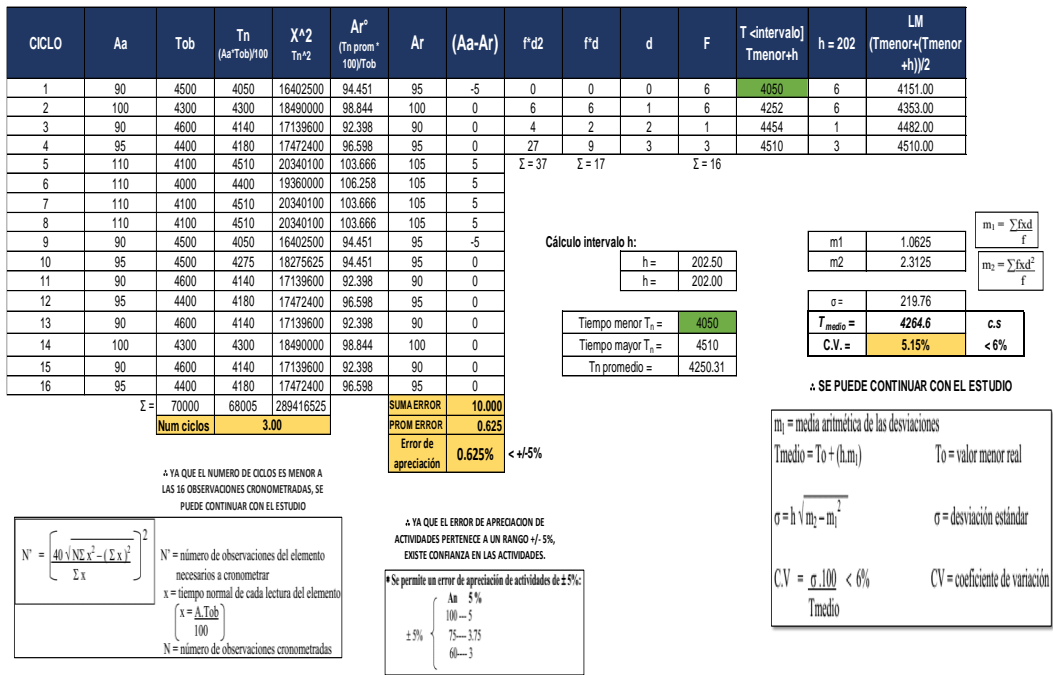 CICLO Aa Tob Tn (Aa*Tob)/100 X^2 Tn^2 Ar° (Tn prom * 100)/Tob Ar (Aa-Ar) f*d2 f*d d F T <intervalo] Tmenor+h h = 202 LM (Tmenor+(Tmenor +h))/2
1 90 4500 4050 16402500 94.451 95 -5 0 0 0 6 4050 6 4151.00
2 100 4300 4300 18490000 98.844 100 0 6 6 1 6 4252 6 4353.00
3 90 4600 4140 17139600 92.398 90 0 4 2 2 1 4454 1 4482.00
4 95 4400 4180 17472400 96.598 95 0 27 9 3 3 4510 3 4510.00
5 110 4100 4510 20340100 103.666 105 5 Σ = 37 Σ = 17 Σ = 16
6 110 4000 4400 19360000 106.258 105 5
7 110 4100 4510 20340100 103.666 105 5
8 110 4100 4510 20340100 103.666 105 5
9 90 4500 4050 16402500 94.451 95 -5
10 95 4500 4275 18275625 94.451 95 0
11 90 4600 4140 17139600 92.398 90 0
12 95 4400 4180 17472400 96.598 95 0
13 90 4600 4140 17139600 92.398 90 0
14 100 4300 4300 18490000 98.844 100 0
15 90 4600 4140 17139600 92.398 90 0
16 95 4400 4180 17472400 96.598 95 0
Σ = 70000 68005 289416525 SUMA ERROR 10.000
Num ciclos 3.00 PROM ERROR 0.625
Error de apreciación 0.625% < +/-5%
Cálculo intervalo h:
h = 202.50
h = 202.00
Tiempo menor Tn = 4050
Tiempo mayor Tn = 4510
Tn promedio = 4250.31
m1 1.0625
m2 2.3125
m₁ = ∑fxd
f
m₂ = ∑fxd²
f
σ = 219.76
Tmedio = 4264.6 c.s
C.V. = 5.15% < 6%
∴ SE PUEDE CONTINUAR CON EL ESTUDIO
∴ YA QUE EL NUMERO DE CICLOS ES MENOR A
LAS 16 OBSERVACIONES CRONOMETRADAS, SE
PUEDE CONTINUAR CON EL ESTUDIO
N' = (40 √NΣ x² – (Σ x)²)²
Σ x
N' = número de observaciones del elemento
necesarios a cronometrar
x = tiempo normal de cada lectura del elemento
(x = A.Tob)
100
N = número de observaciones cronometradas
∴ YA QUE EL ERROR DE APRECIACION DE
ACTIVIDADES PERTENECE A UN RANGO +/- 5%,
EXISTE CONFIANZA EN LAS ACTIVIDADES.
* Se permite un error de apreciación de actividades de ± 5%:
An 5 %
100 --- 5
± 5% { 75---- 3.75
60---- 3
m₁ = media aritmética de las desviaciones
Tmedio = To + (h.m₁) To = valor menor real
σ = h √m₂ – m₁² σ = desviación estándar
C.V = σ .100 < 6% CV = coeficiente de variación
Tmedio